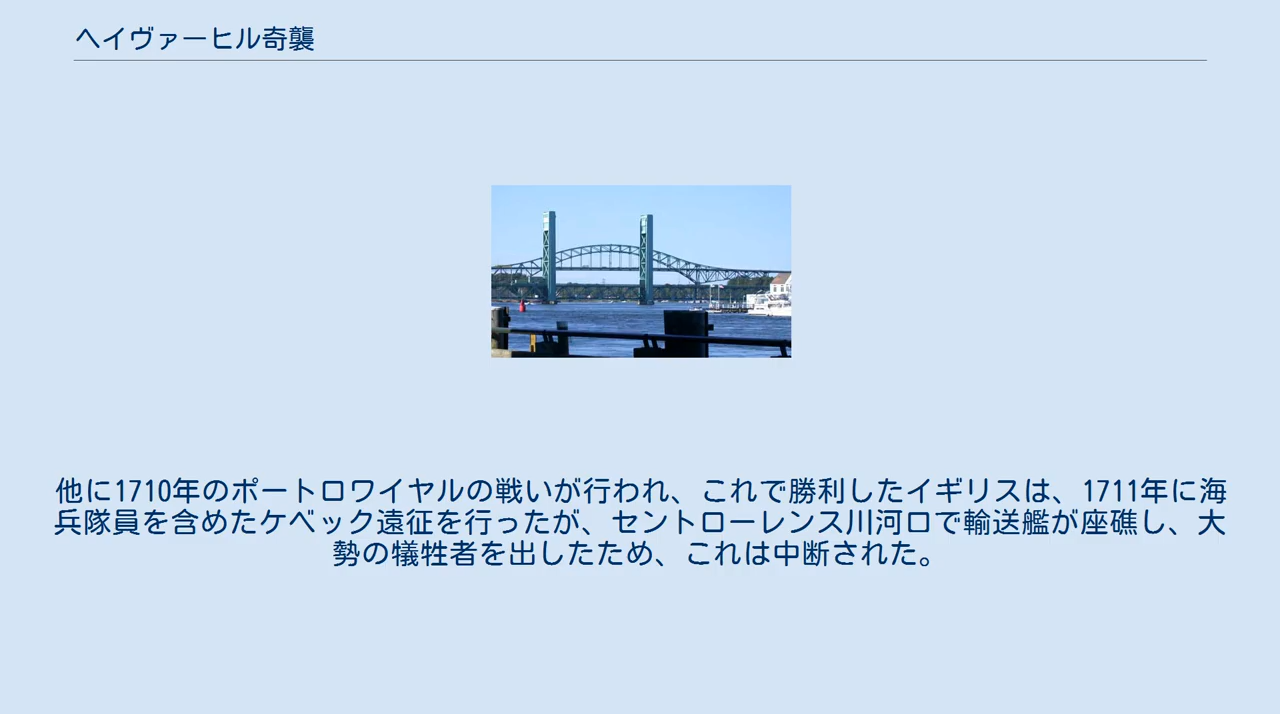 ヘイヴァーヒル奇襲
他に1710年のポートロワイヤルの戦いが行われ、これで勝利したイギリスは、1711年に海
兵隊員を含めたケベック遠征を行ったが、セントローレンス川河口で輸送艦が座礁し、大
勢の犠牲者を出したため、これは中断された。